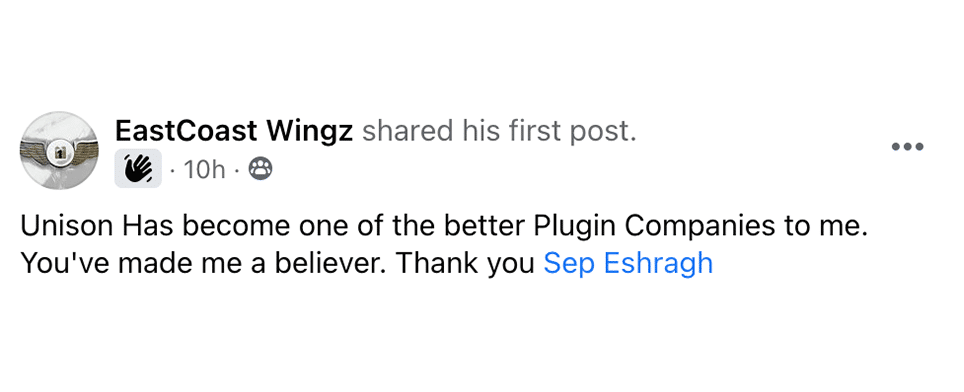 EastCoast Wingz shared his first post.
· 10h ·
Unison Has become one of the better Plugin Companies to me.
You've made me a believer. Thank you Sep Eshragh